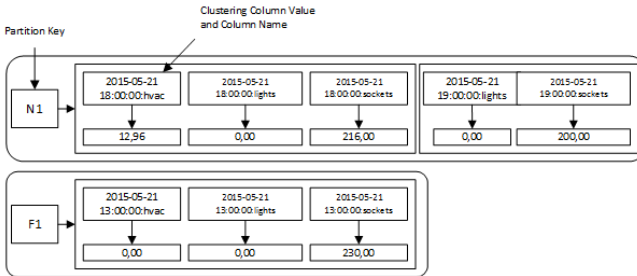 Clustering Column Value
and Column Name
Partition Key
N1
2015-05-21
18:00:00:hvac
2015-05-21
18:00:00:lights
2015-05-21
18:00:00:sockets
2015-05-21
19:00:00:lights
2015-05-21
19:00:00:sockets
12,96
0,00
216,00
0,00
200,00
F1
2015-05-21
13:00:00:hvac
2015-05-21
13:00:00:lights
2015-05-21
13:00:00:sockets
0,00
0,00
230,00